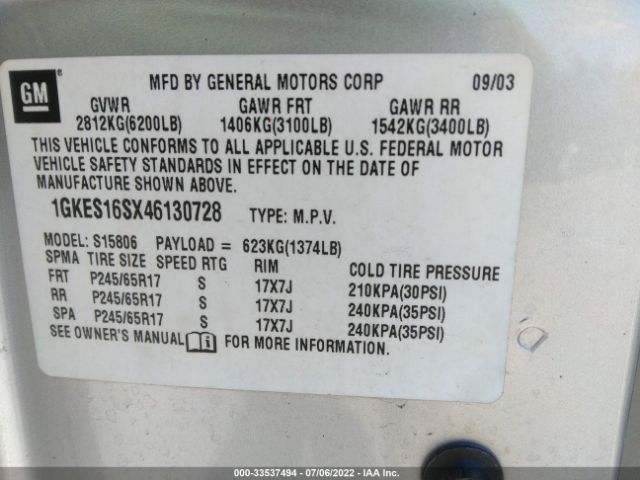 GM®
MFD BY GENERAL MOTORS CORP 09/03
GVWR GAWR FRT GAWR RR
2812KG(6200LB) 1406KG(3100LB) 1542KG(3400LB)
THIS VEHICLE CONFORMS TO ALL APPLICABLE U.S. FEDERAL MOTOR
VEHICLE SAFETY STANDARDS IN EFFECT ON THE DATE OF
MANUFACTURE SHOWN ABOVE.
1GKES16SX46130728 TYPE: M.P.V.
MODEL: S15806 PAYLOAD = 623KG(1374LB)
SPMA TIRE SIZE SPEED RTG RIM COLD TIRE PRESSURE
FRT P245/65R17 S 17X7J 210KPA(30PSI)
RR P245/65R17 S 17X7J 240KPA(35PSI)
SPA P245/65R17 S 17X7J 240KPA(35PSI)
SEE OWNER'S MANUAL FOR MORE INFORMATION.
000-33537494 - 07/06/2022 - IAA Inc.